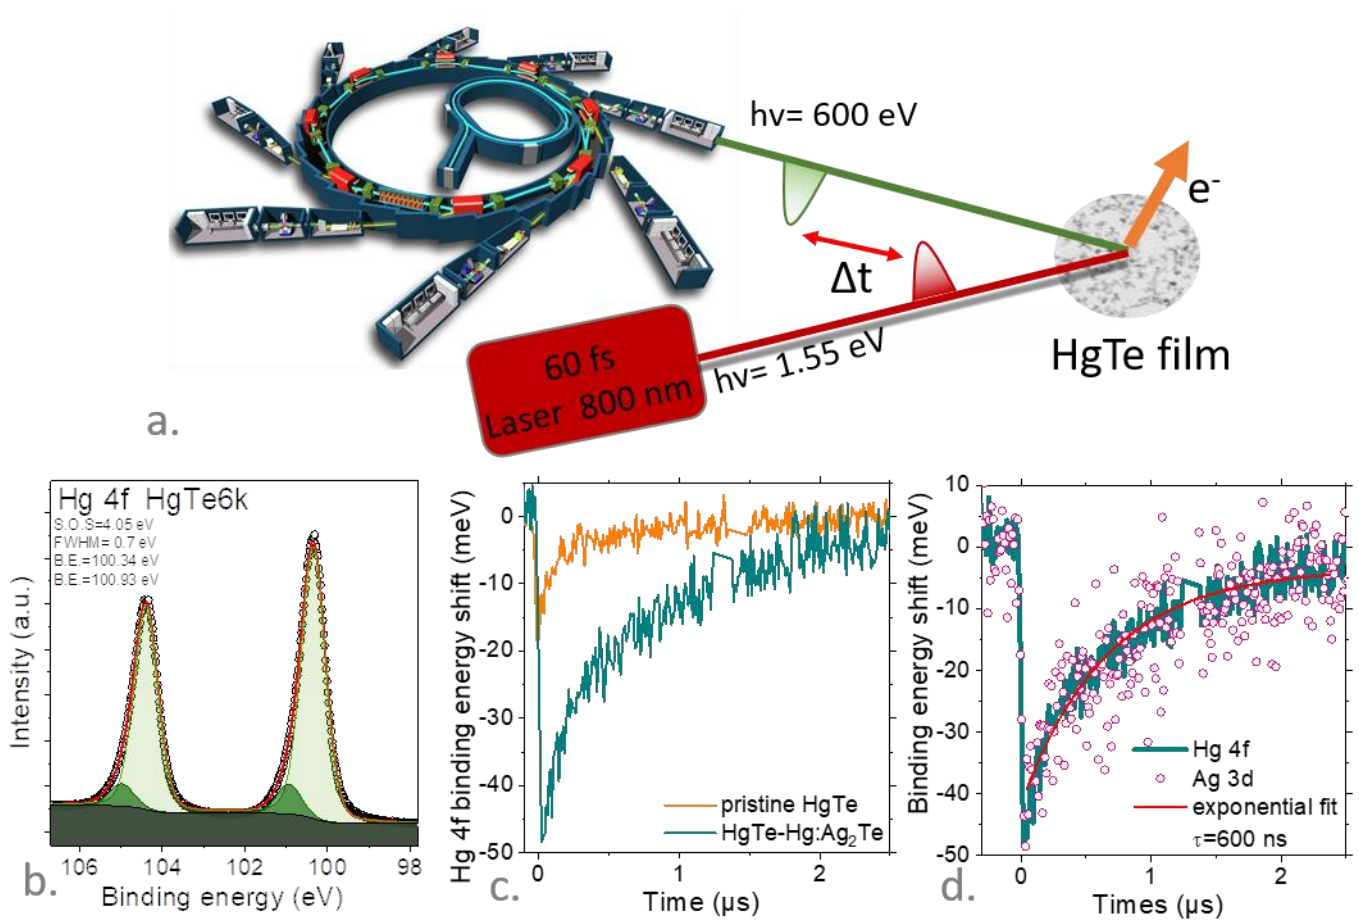 hν= 600 eV
e⁻
Δt
hν= 1.55 eV
60 fs
Laser 800 nm
HgTe film
a.
Hg 4f HgTe6k
S.O.S=4.05 eV
FWHM= 0.7 eV
B.E.=100.34 eV
B.E.=100.93 eV
Intensity (a.u.)
106
104
102
100
98
Binding energy (eV)
b.
Hg 4f binding energy shift (meV)
0
-10
-20
-30
-40
-50
pristine HgTe
HgTe-Hg:Ag₂Te
0
1
2
Time (µs)
c.
Binding energy shift (meV)
10
0
-10
-20
-30
-40
-50
Hg 4f
Ag 3d
exponential fit
τ=600 ns
0
1
2
Times (µs)
d.